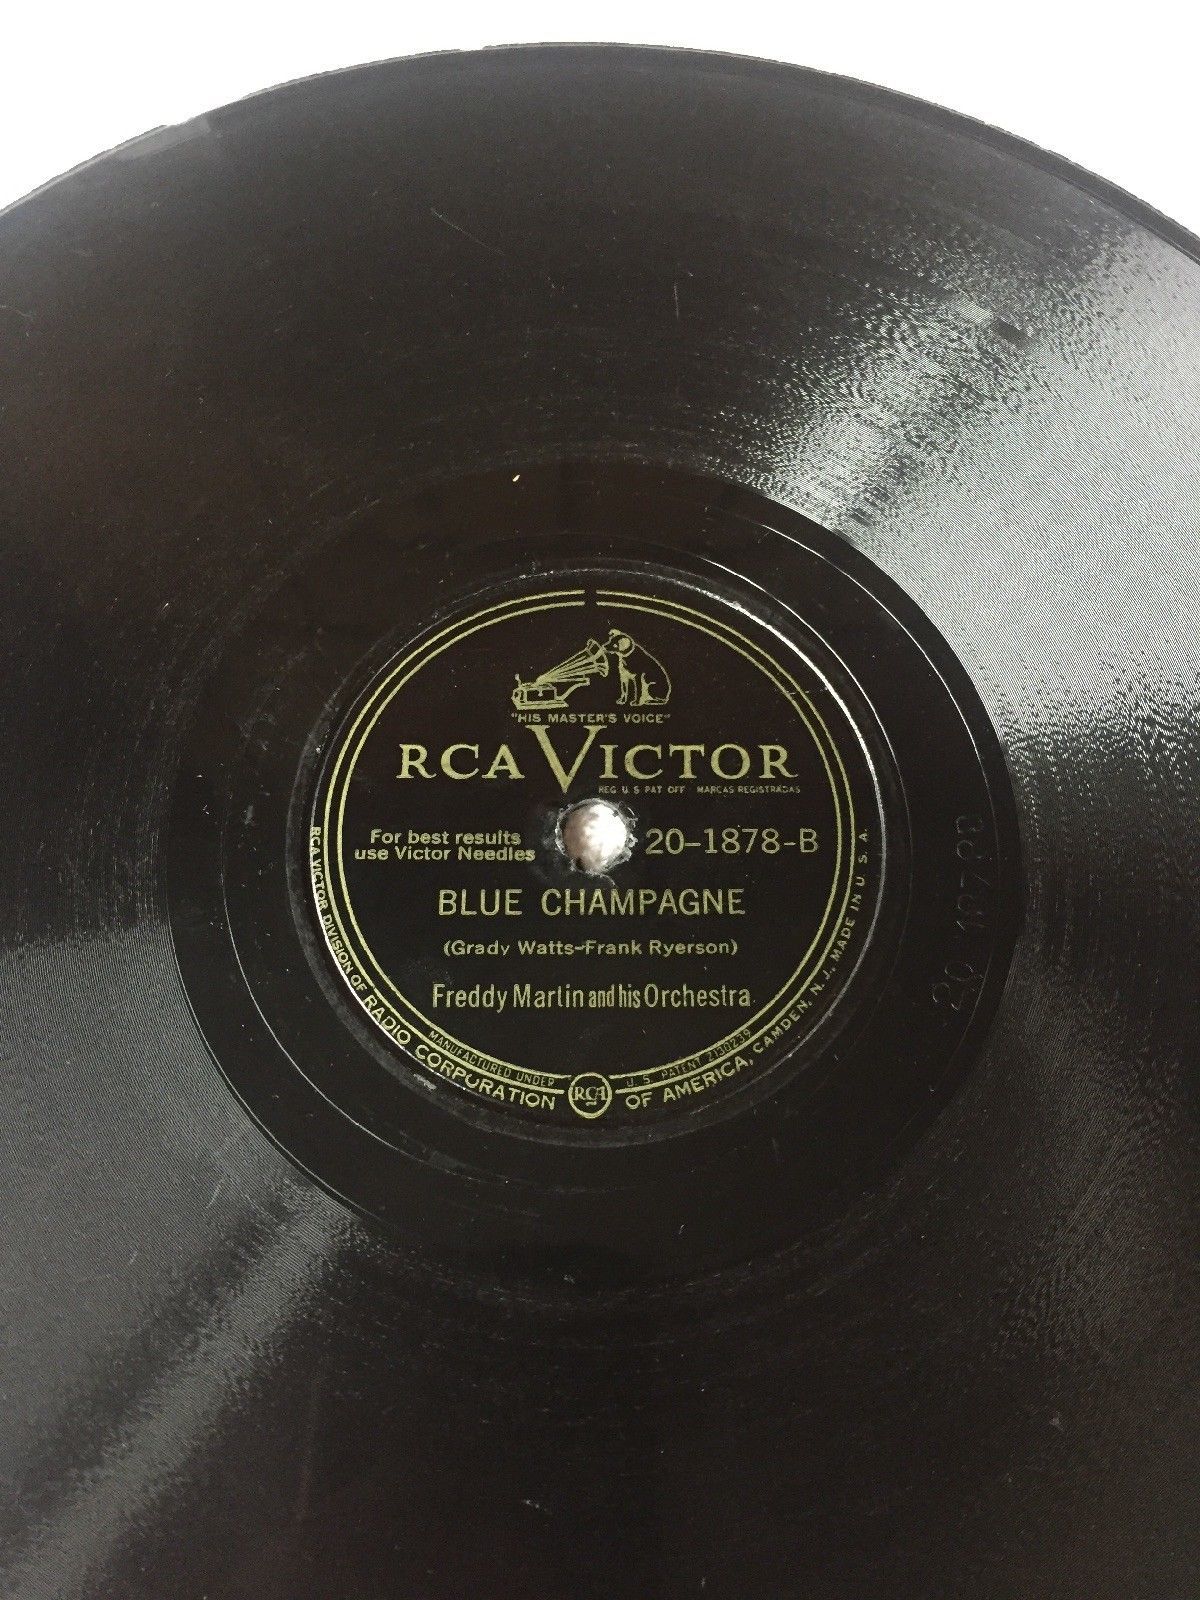 "HIS MASTER'S VOICE"
RCA VICTOR
REG. U S PAT OFF MARCAS REGISTRADAS
For best results
use Victor Needles
20-1878-B
BLUE CHAMPAGNE
(Grady Watts-Frank Ryerson)
Freddy Martin and his Orchestra
MANUFACTURED UNDER U. S. PATENT 2130239
RCA VICTOR DIVISION OF RADIO CORPORATION OF AMERICA, CAMDEN, N. J., MADE IN U. S. A.
RCA